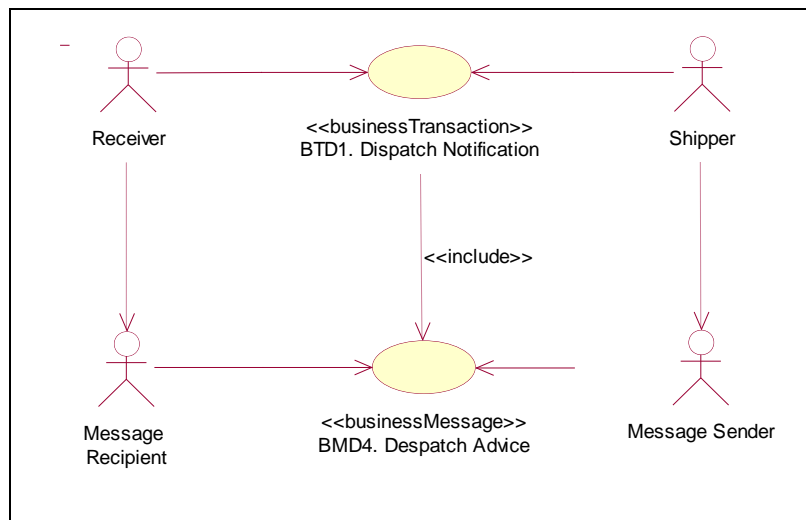 Receiver
<<businessTransaction>>
BTD1. Dispatch Notification
Shipper
<<include>>
Message
Recipient
<<businessMessage>>
BMD4. Despatch Advice
Message Sender